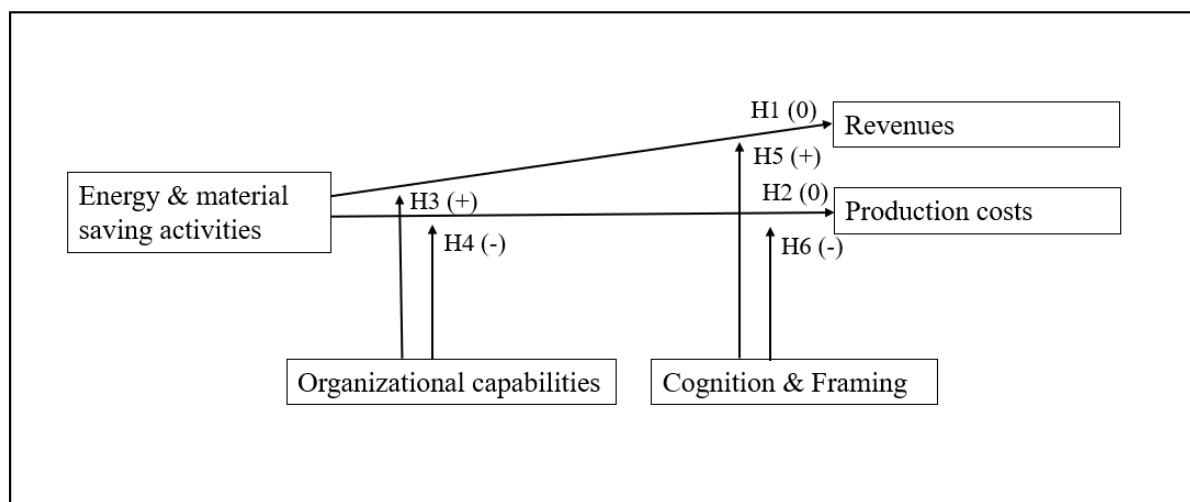 H1 (0)
Revenues
H5 (+)
Energy & material
saving activities
H3 (+)
H2 (0)
Production costs
H4 (-)
H6 (-)
Organizational capabilities
Cognition & Framing